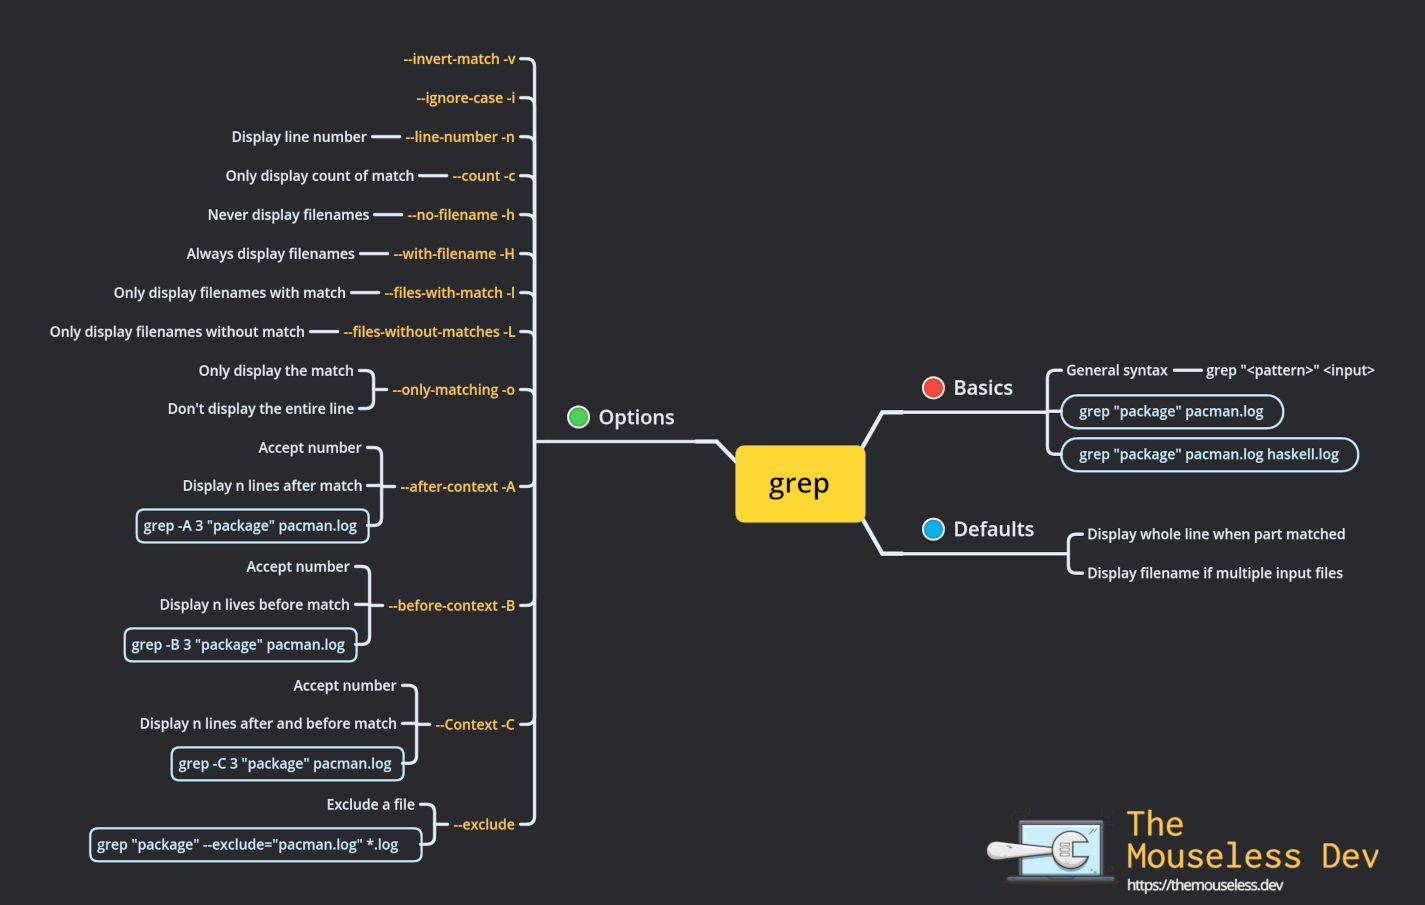 --invert-match -v
--ignore-case -i
Display line number
--line-number -n
Only display count of match
--count -c
Never display filenames
--no-filename -h
Always display filenames
--with-filename -H
Only display filenames with match
--files-with-match -l
Only display filenames without match
--files-without-matches -L
Only display the match
Don't display the entire line
--only-matching -o
Accept number
Display n lines after match
grep -A 3 "package" pacman.log
--after-context -A
Accept number
Display n lives before match
grep -B 3 "package" pacman.log
--before-context -B
Accept number
Display n lines after and before match
grep -C 3 "package" pacman.log
--Context -C
Exclude a file
grep "package" --exclude="pacman.log" *.log
--exclude
Options
grep
Basics
General syntax
grep "<pattern>" <input>
grep "package" pacman.log
grep "package" pacman.log haskell.log
Defaults
Display whole line when part matched
Display filename if multiple input files
The
Mouseless Dev
https://themouseless.dev